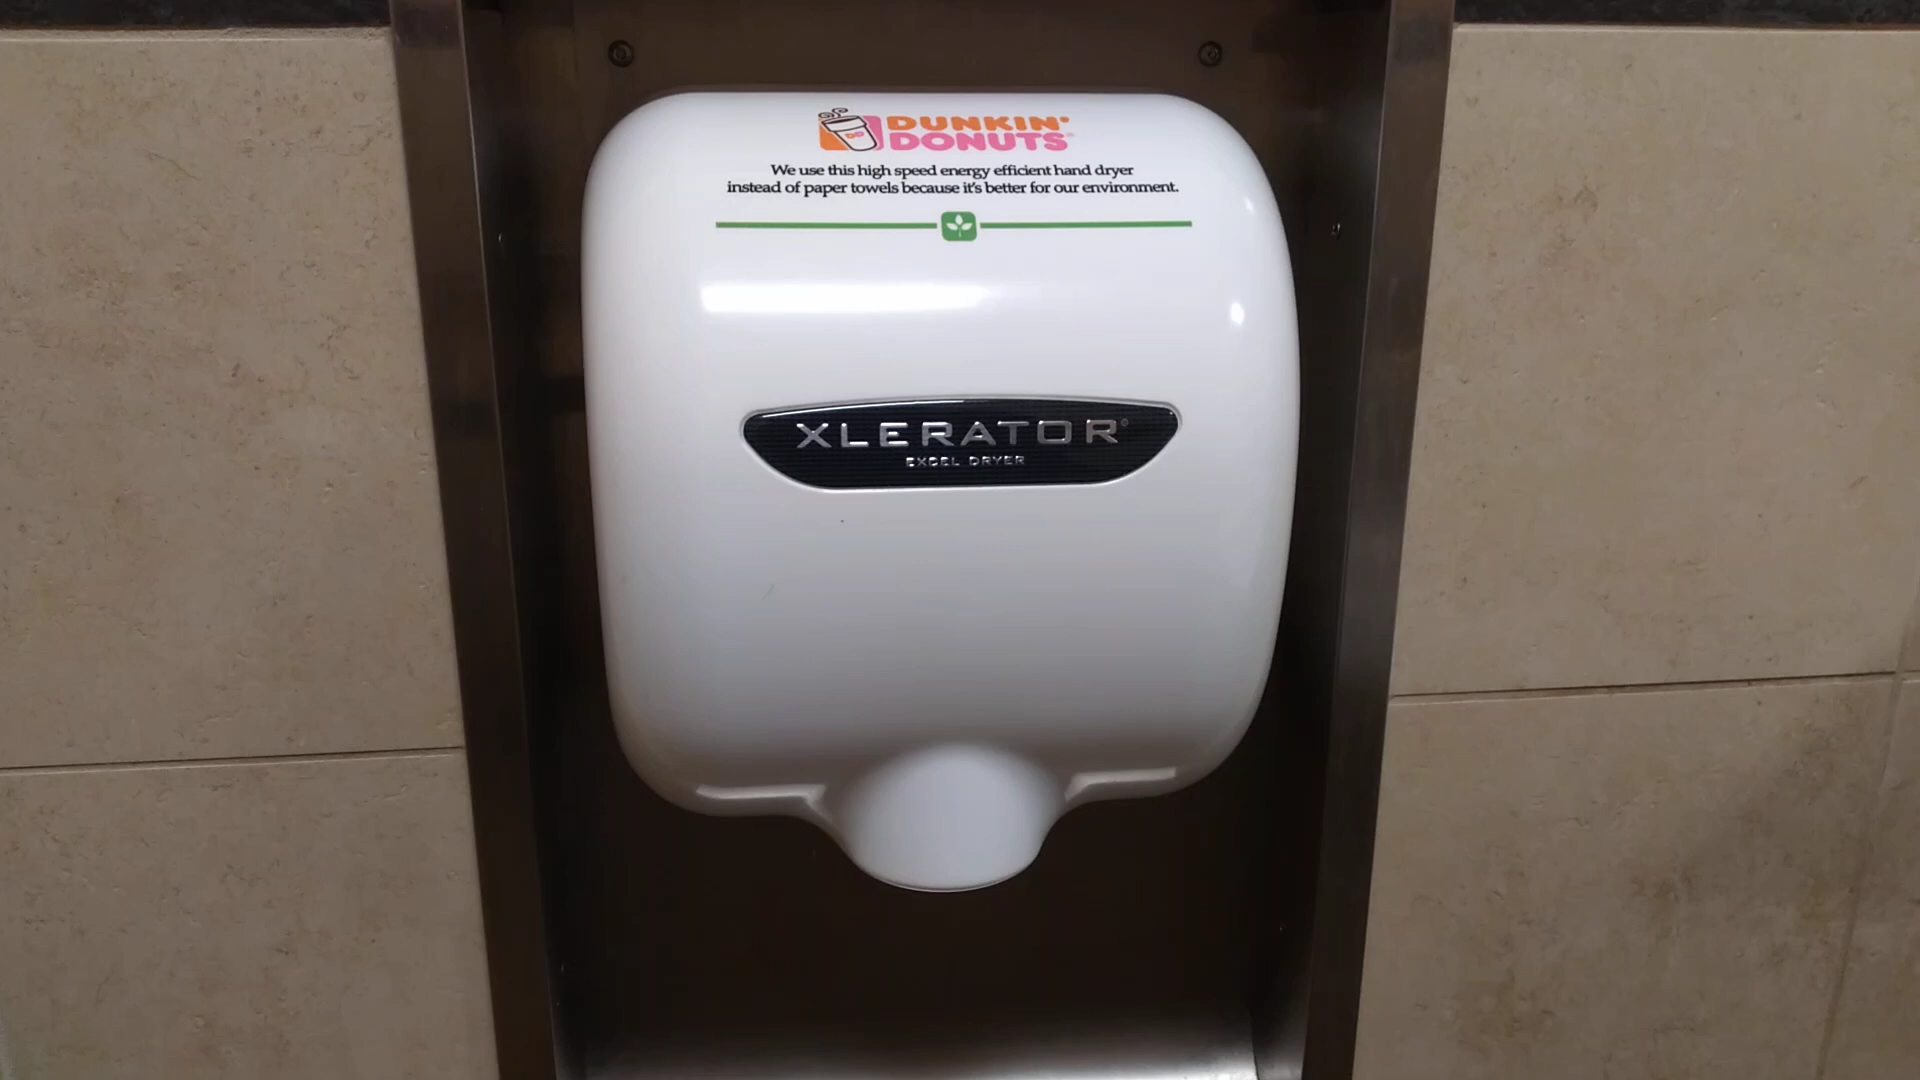 DD
DUNKIN'
DONUTS®
We use this high speed energy efficient hand dryer
instead of paper towels because it's better for our environment.
XLERATOR®
EXCEL DRYER